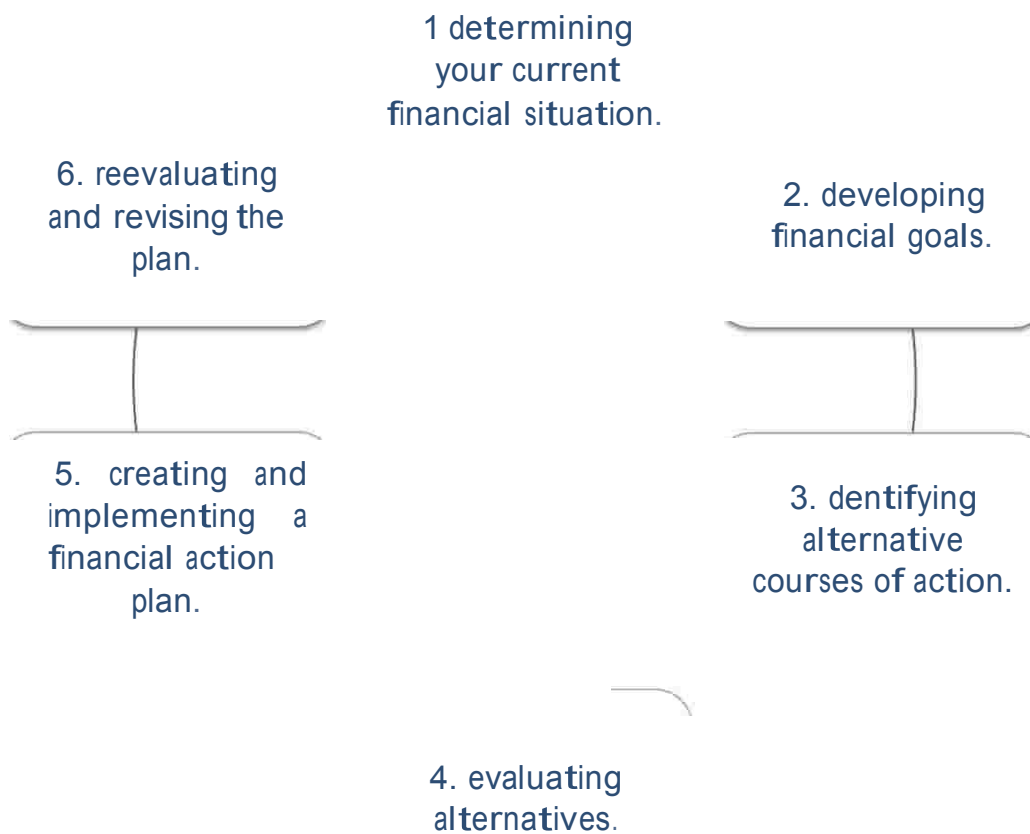 1 determining
your current
financial situation.
2. developing
financial goals.
3. dentifying
alternative
courses of action.
4. evaluating
alternatives.
5. creating and
implementing a
financial action
plan.
6. reevaluating
and revising the
plan.